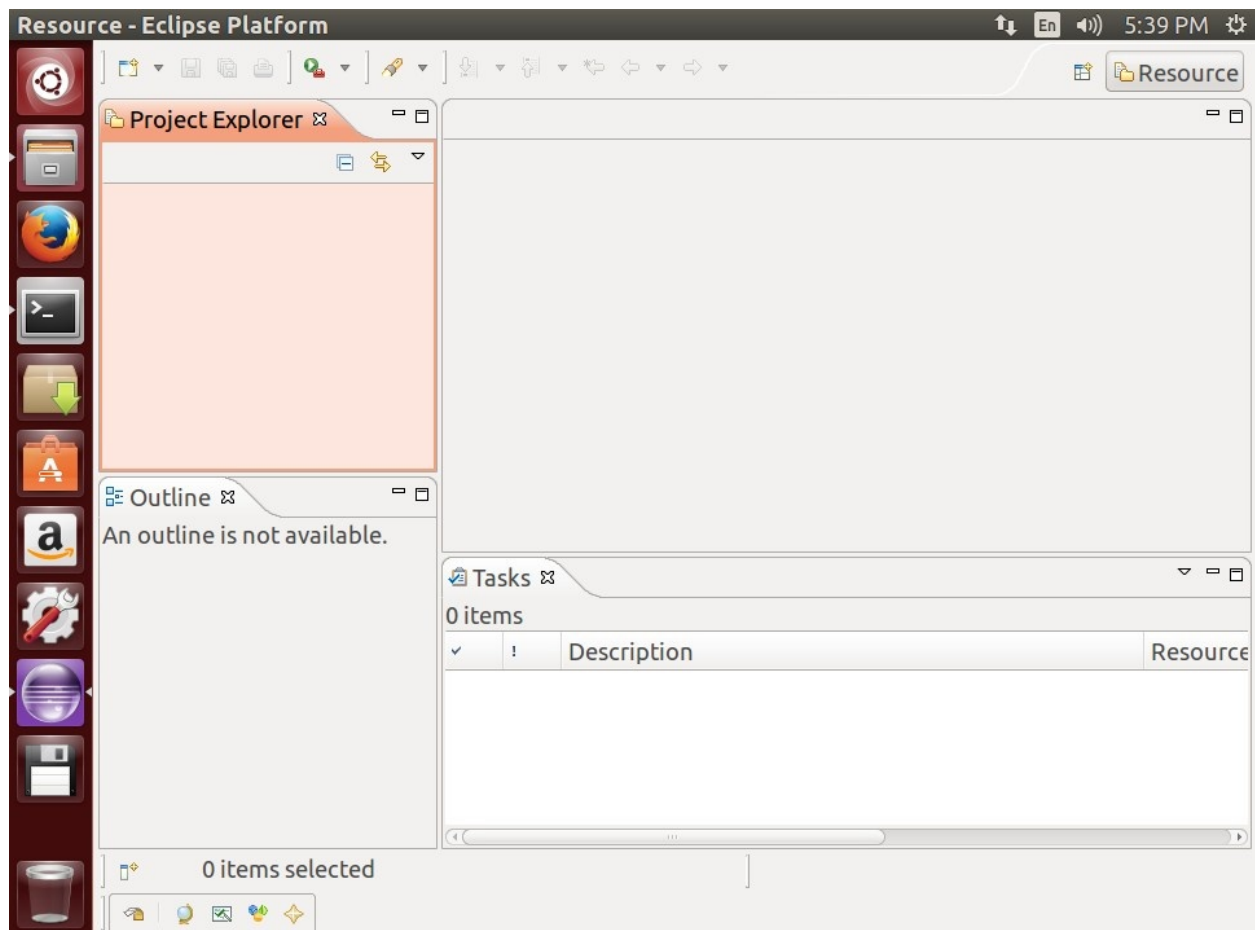 Resource - Eclipse Platform
En
5:39 PM
Resource
Project Explorer
Outline
An outline is not available.
Tasks
0 items
! Description Resource
0 items selected